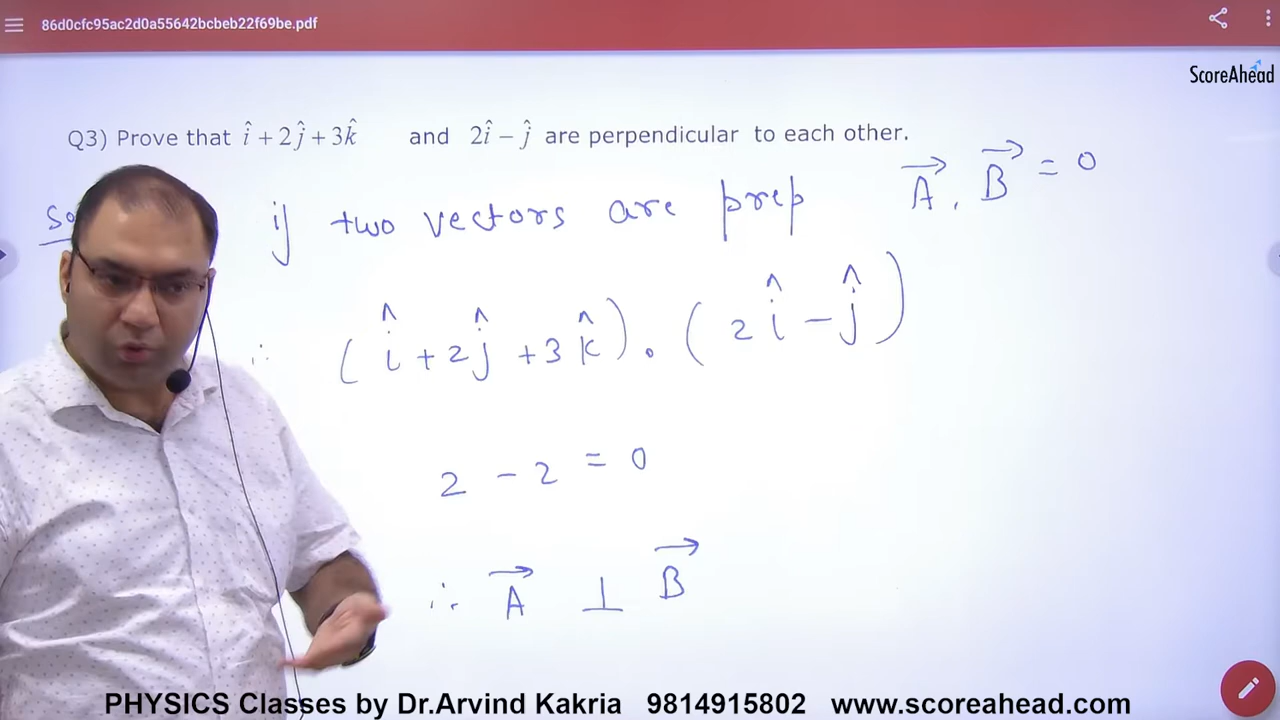 86d0cfc95ac2d0a55642bcbeb22f69be.pdf
ScoreAhead
Q3) Prove that î + 2ĵ + 3k̂ and 2î − ĵ are perpendicular to each other.
if two vectors are prep A⃗ . B⃗ = 0
∴ (î + 2ĵ + 3k̂) . (2î − ĵ)
2 − 2 = 0
∴ A⃗ ⊥ B⃗
PHYSICS Classes by Dr.Arvind Kakria 9814915802 www.scoreahead.com